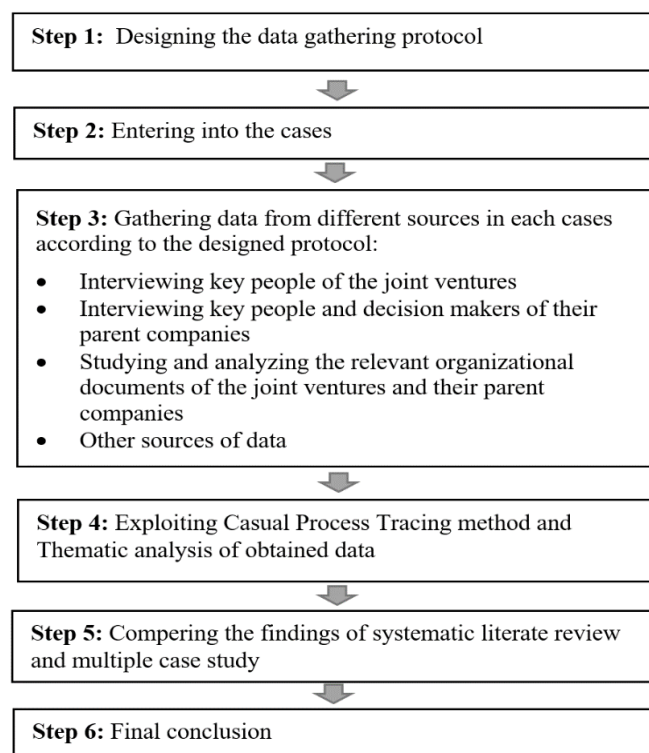 Step 1: Designing the data gathering protocol
Step 2: Entering into the cases
Step 3: Gathering data from different sources in each cases
according to the designed protocol:
• Interviewing key people of the joint ventures
• Interviewing key people and decision makers of their
parent companies
• Studying and analyzing the relevant organizational
documents of the joint ventures and their parent
companies
• Other sources of data
Step 4: Exploiting Casual Process Tracing method and
Thematic analysis of obtained data
Step 5: Compering the findings of systematic literate review
and multiple case study
Step 6: Final conclusion